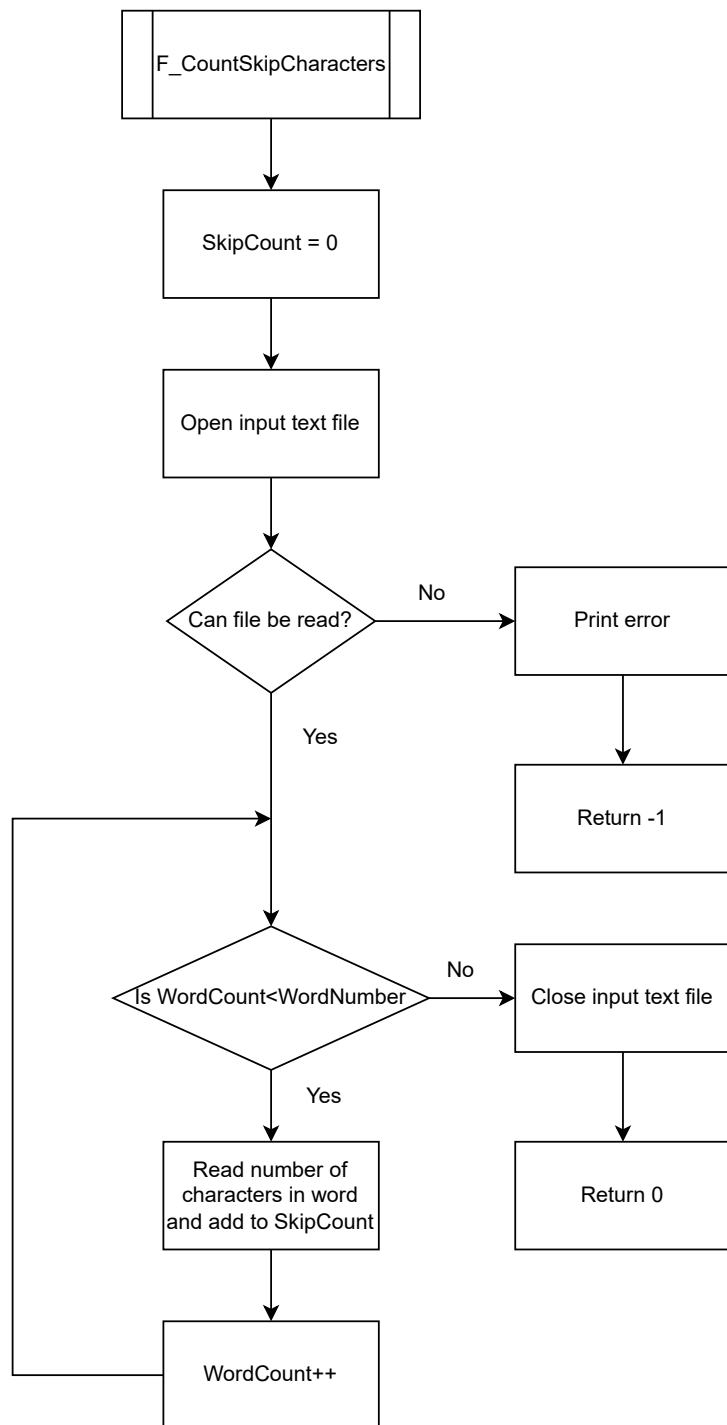 F_CountSkipCharacters
SkipCount = 0
Open input text file
Can file be read?
No
Print error
Yes
Return -1
Is WordCount<WordNumber
No
Close input text file
Yes
Read number of
characters in word
and add to SkipCount
Return 0
WordCount++